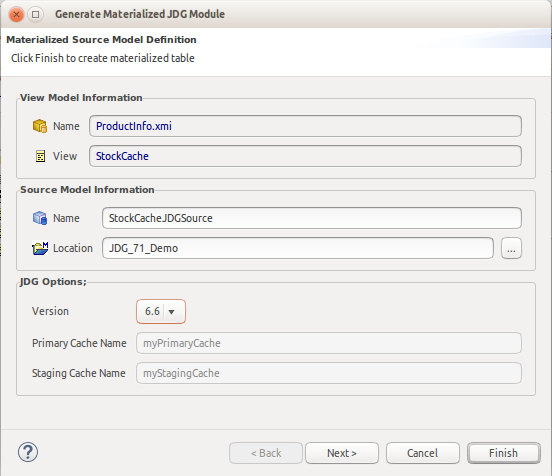 Generate Materialized JDG Module
Materialized Source Model Definition
Click Finish to create materialized table
View Model Information
Name ProductInfo.xmi
View StockCache
Source Model Information
Name StockCacheJDGSource
Location JDG_71_Demo ...
JDG Options;
Version 6.6
Primary Cache Name myPrimaryCache
Staging Cache Name myStagingCache
? < Back Next > Cancel Finish